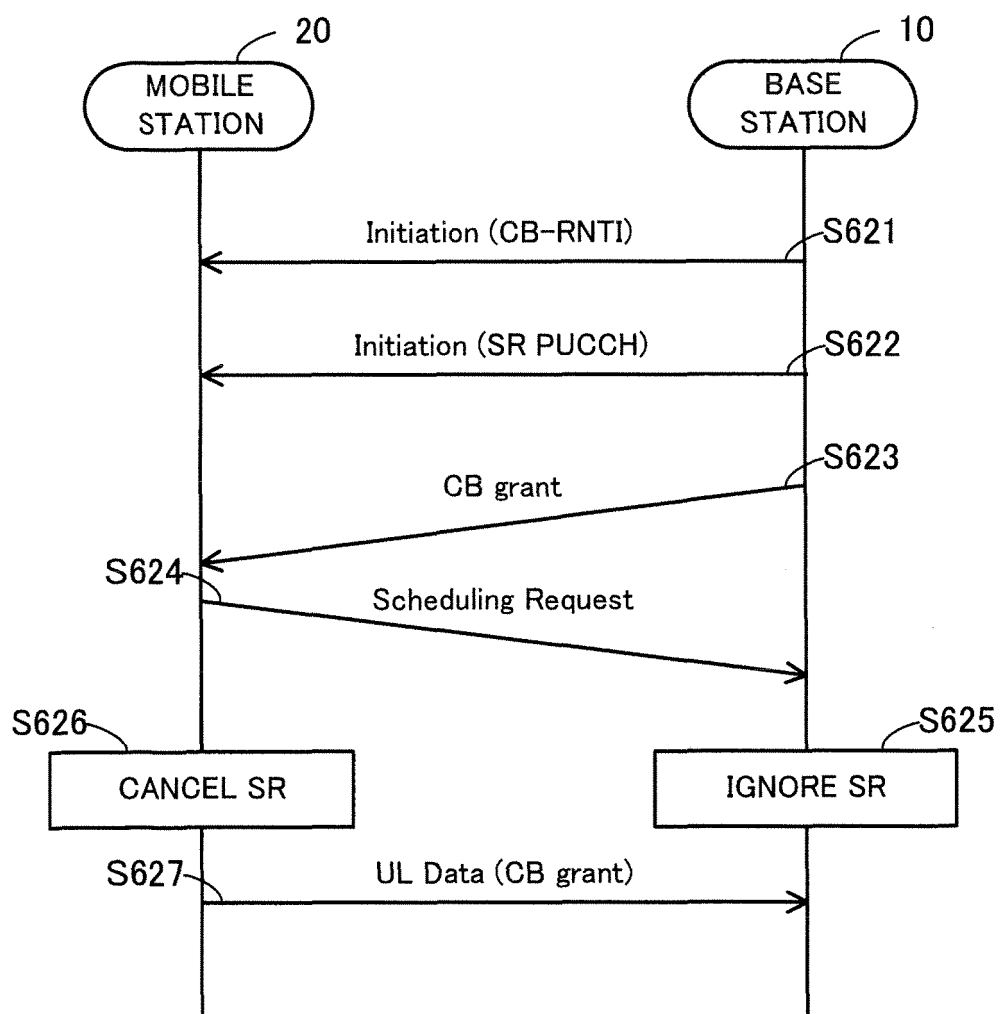 20
10
MOBILE
STATION
BASE
STATION
Initiation (CB-RNTI)
S621
Initiation (SR PUCCH)
S622
CB grant
S623
S624
Scheduling Request
S626
S625
CANCEL SR
IGNORE SR
S627
UL Data (CB grant)